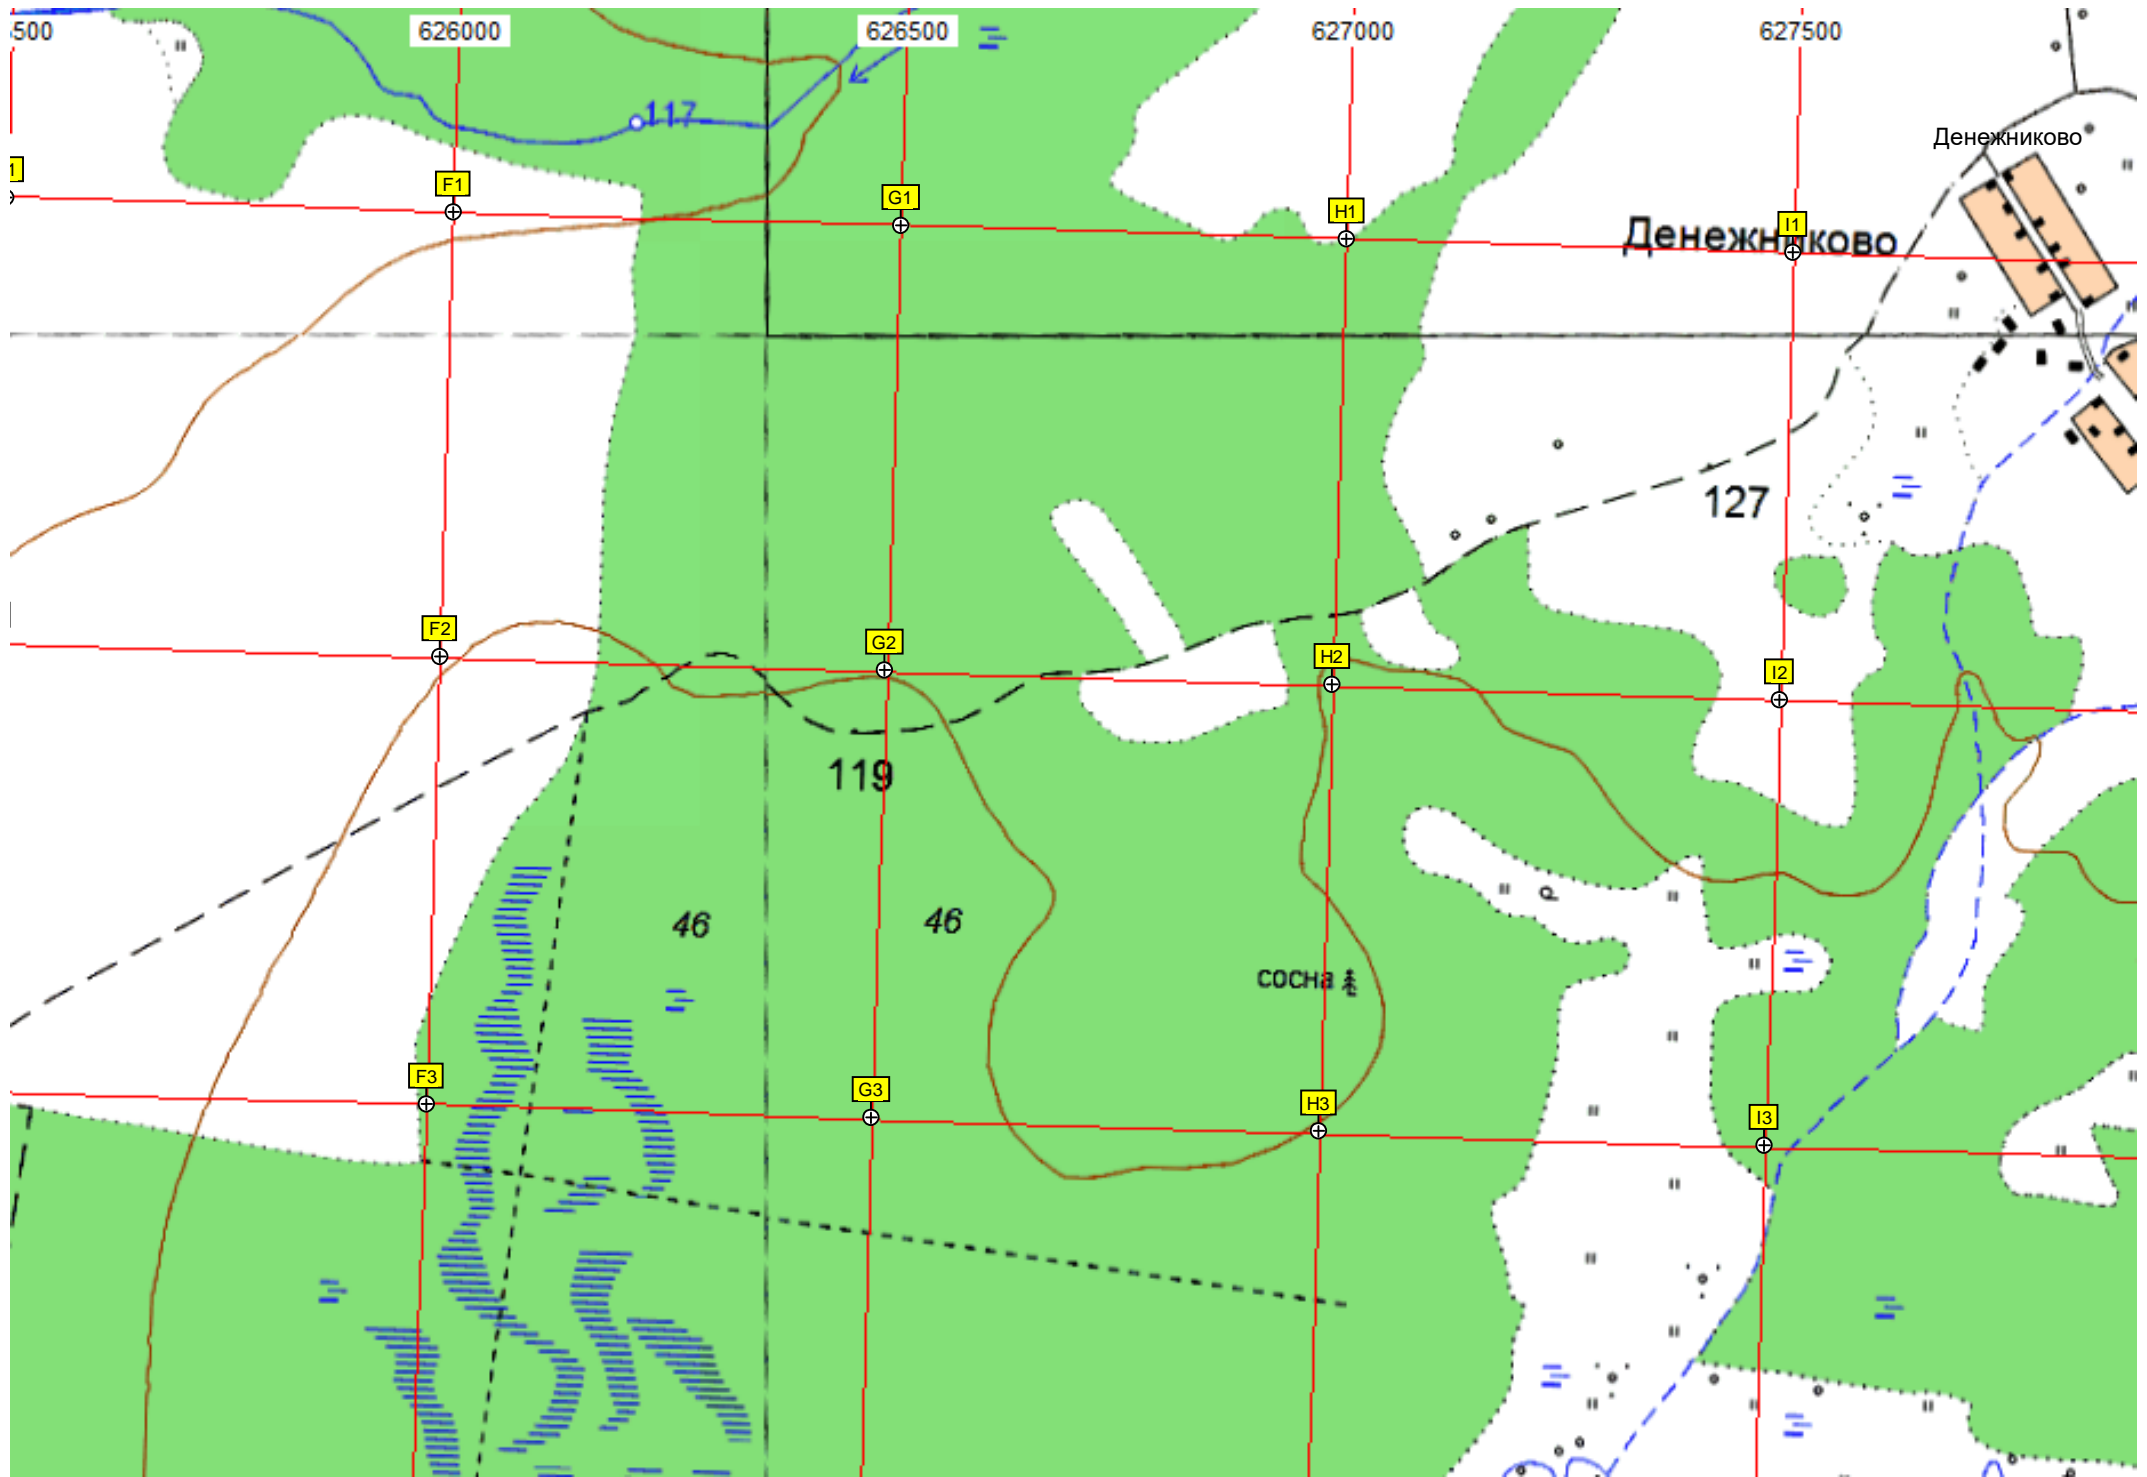 500 626000 626500 627000 627500
117
Денежниково
1 F1 G1 H1 I1
Денежниково
127
F2 G2 H2 I2
119
46 46
сосна
F3 G3 H3 I3